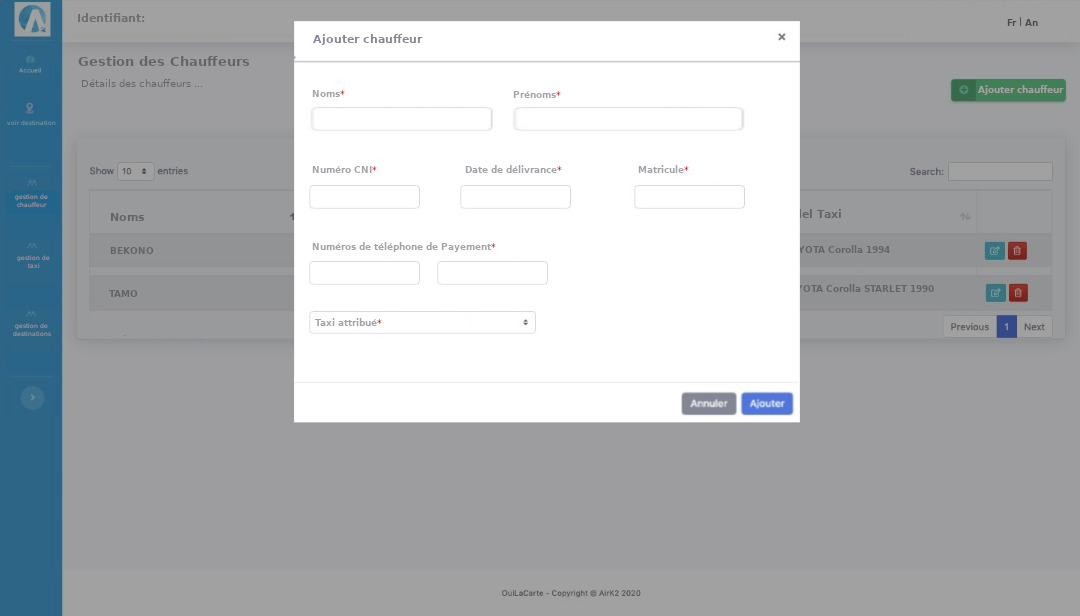 Identifiant:
Fr | An
Accueil
voir destination
gestion de
chauffeur
gestion de
taxi
gestion de
destinations
Gestion des Chauffeurs
Détails des chauffeurs ...
Ajouter chauffeur
Show 10 entries
Search:
Noms
el Taxi
BEKONO
YOTA Corolla 1994
TAMO
YOTA Corolla STARLET 1990
Previous 1 Next
Ajouter chauffeur
×
Noms*
Prénoms*
Numéro CNI*
Date de délivrance*
Matricule*
Numéros de téléphone de Payement*
Taxi attribué*
Annuler
Ajouter
OuiLaCarte - Copyright @ AirK2 2020